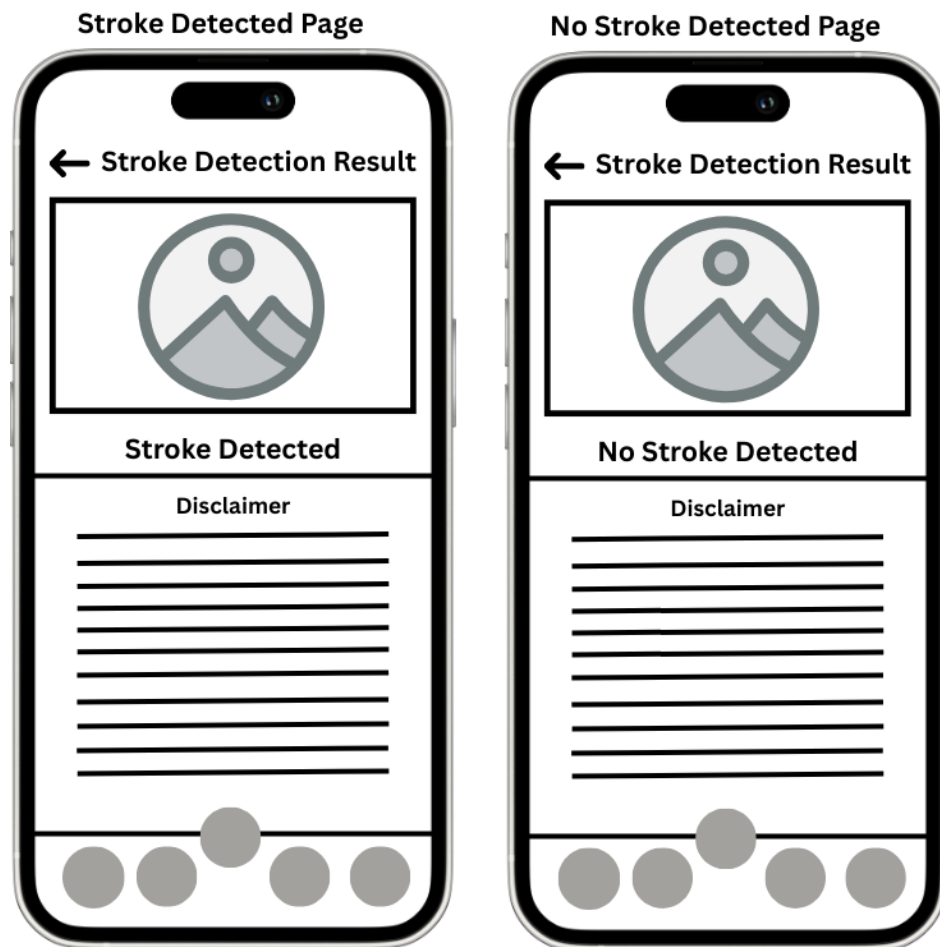 Stroke Detected Page
← Stroke Detection Result
Stroke Detected
Disclaimer
No Stroke Detected Page
← Stroke Detection Result
No Stroke Detected
Disclaimer